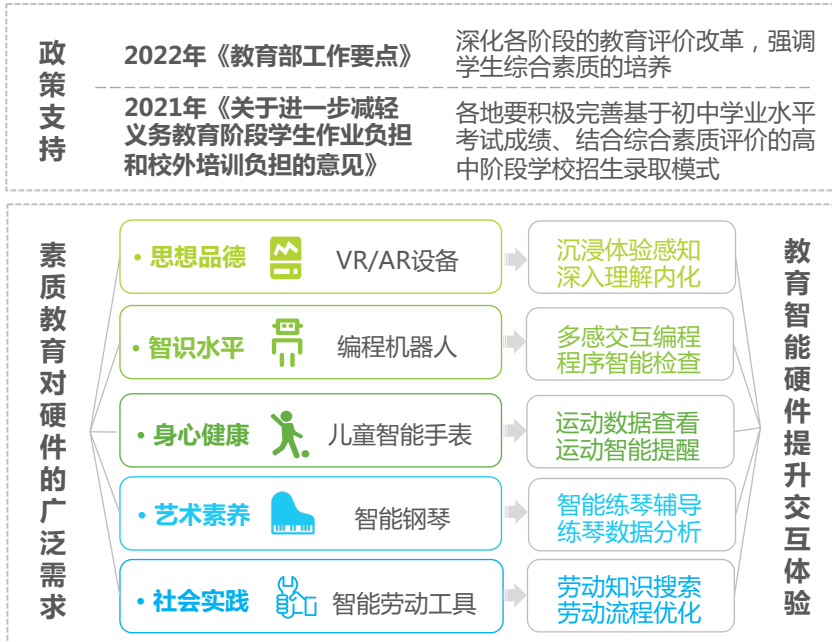 政策支持
2022年《教育部工作要点》
深化各阶段的教育评价改革，强调
学生综合素质的培养
2021年《关于进一步减轻
义务教育阶段学生作业负担
和校外培训负担的意见》
各地要积极完善基于初中学业水平
考试成绩、结合综合素质评价的高
中阶段学校招生录取模式
素质教育对硬件的广泛需求
• 思想品德
VR/AR设备
沉浸体验感知
深入理解内化
• 智识水平
编程机器人
多感交互编程
程序智能检查
• 身心健康
儿童智能手表
运动数据查看
运动智能提醒
• 艺术素养
智能钢琴
智能练琴辅导
练琴数据分析
• 社会实践
智能劳动工具
劳动知识搜索
劳动流程优化
教育智能硬件提升交互体验